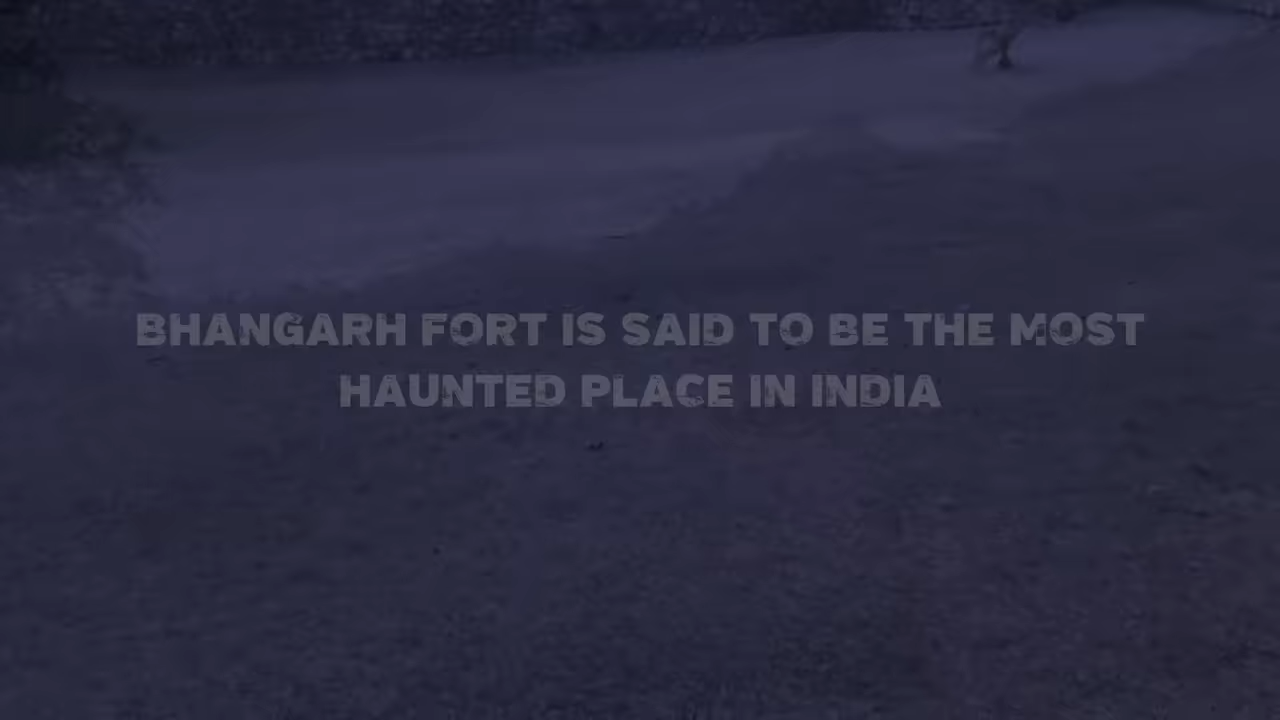 BHANGARH FORT IS SAID TO BE THE MOST
HAUNTED PLACE IN INDIA